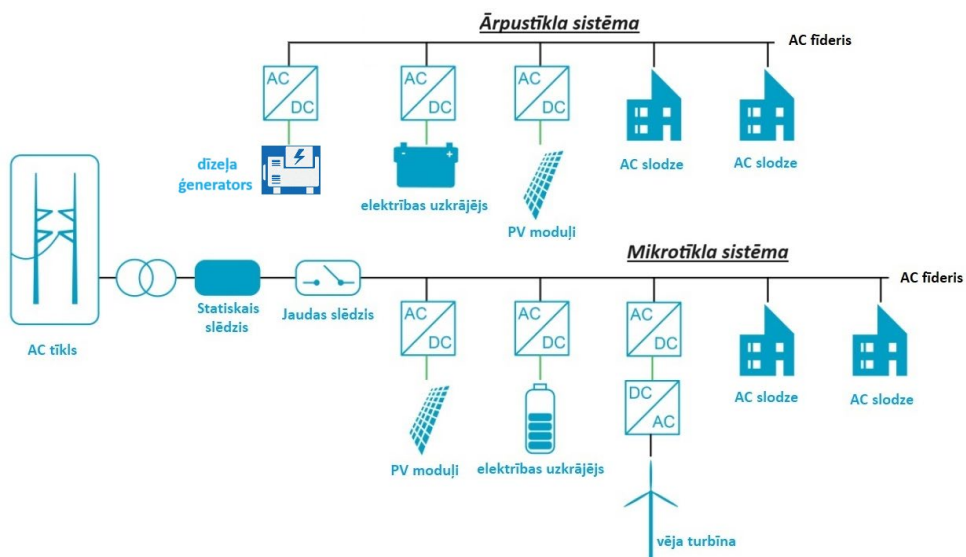 Ārpustīkla sistēma
AC fīderis
AC
DC
AC
DC
AC
DC
dīzeļa
ģenerators
elektrības uzkrājējs
PV moduļi
AC slodze
AC slodze
Mikrotīkla sistēma
AC fīderis
Statiskais
slēdzis
Jaudas slēdzis
AC tīkls
AC
DC
AC
DC
AC
DC
DC
AC
PV moduļi
elektrības uzkrājējs
AC slodze
AC slodze
vēja turbīna